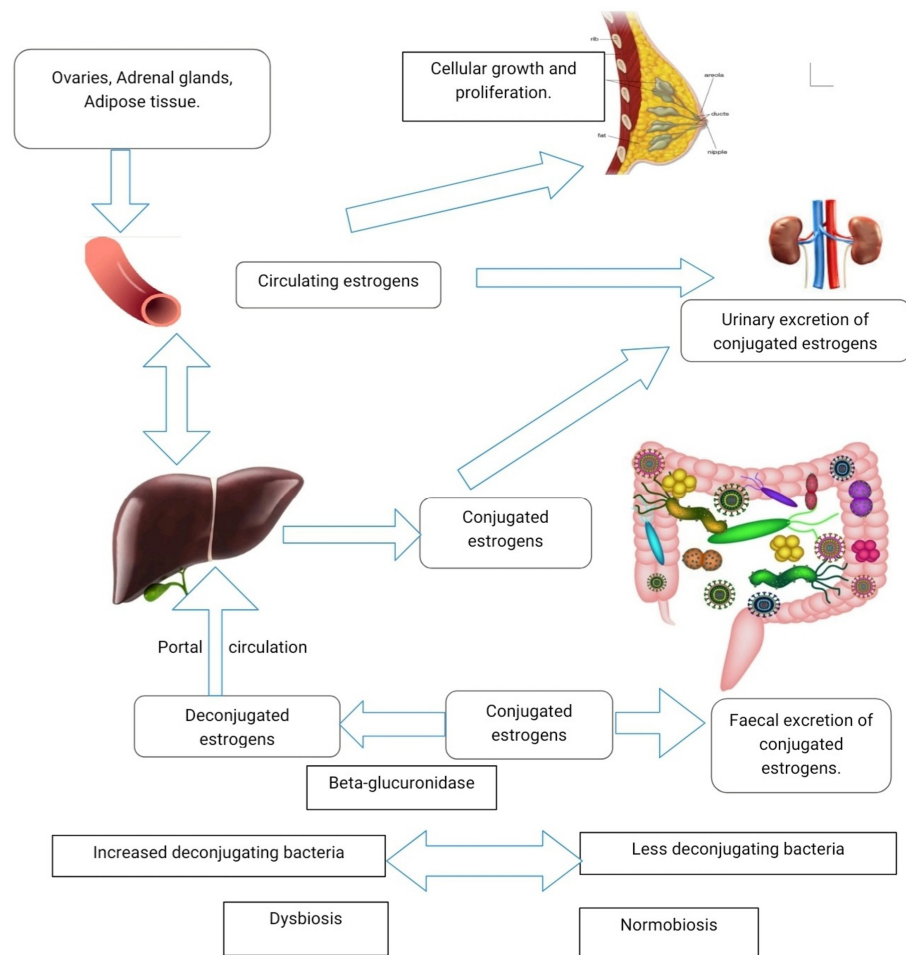 Ovaries, Adrenal glands,
Adipose tissue.
Cellular growth and
proliferation.
rib
areola
ducts
fat
nipple
Circulating estrogens
Urinary excretion of
conjugated estrogens
Conjugated
estrogens
Portal circulation
Deconjugated
estrogens
Conjugated
estrogens
Faecal excretion of
conjugated
estrogens.
Beta-glucuronidase
Increased deconjugating bacteria
Less deconjugating bacteria
Dysbiosis
Normobiosis